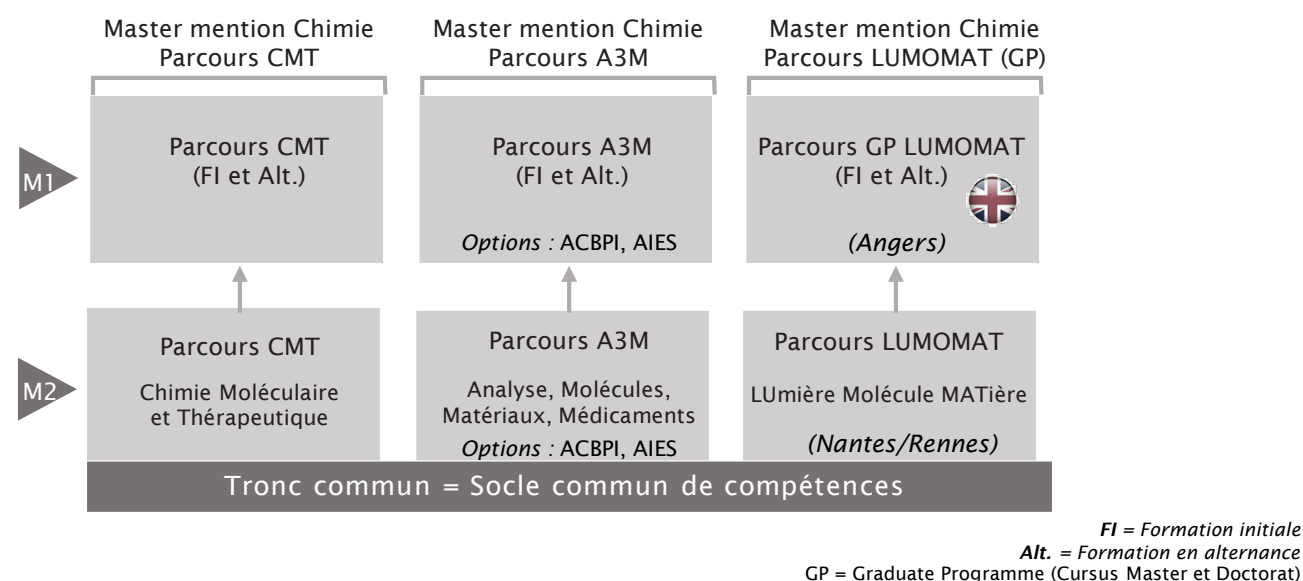 Master mention Chimie
Parcours CMT
Master mention Chimie
Parcours A3M
Master mention Chimie
Parcours LUMOMAT (GP)
M1
Parcours CMT
(FI et Alt.)
Parcours A3M
(FI et Alt.)
Options : ACBPI, AIES
Parcours GP LUMOMAT
(FI et Alt.)
(Angers)
M2
Parcours CMT
Chimie Moléculaire
et Thérapeutique
Parcours A3M
Analyse, Molécules,
Matériaux, Médicaments
Options : ACBPI, AIES
Parcours LUMOMAT
LUmière Molécule MATière
(Nantes/Rennes)
Tronc commun = Socle commun de compétences
FI = Formation initiale
Alt. = Formation en alternance
GP = Graduate Programme (Cursus Master et Doctorat)